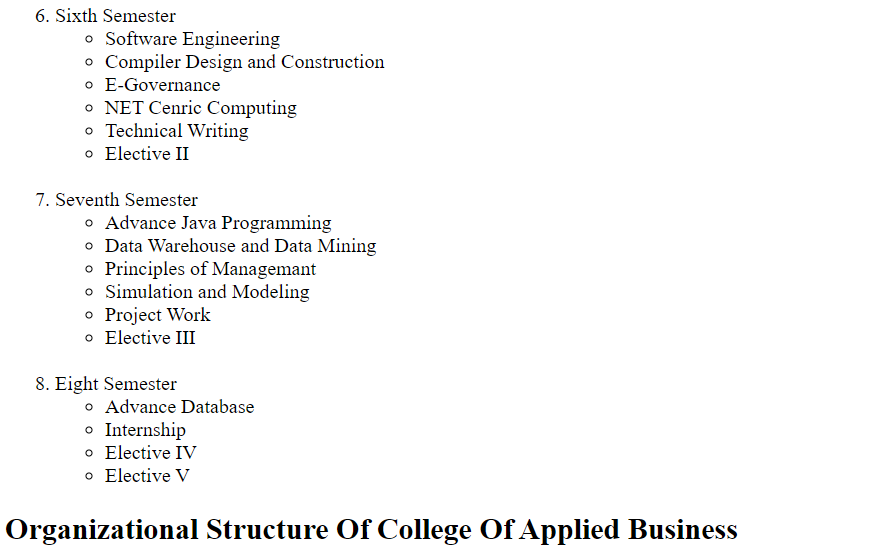 6. Sixth Semester
Software Engineering
Compiler Design and Construction
E-Governance
NET Cenric Computing
Technical Writing
Elective II
7. Seventh Semester
Advance Java Programming
Data Warehouse and Data Mining
Principles of Managemant
Simulation and Modeling
Project Work
Elective III
8. Eight Semester
Advance Database
Internship
Elective IV
Elective V
Organizational Structure Of College Of Applied Business